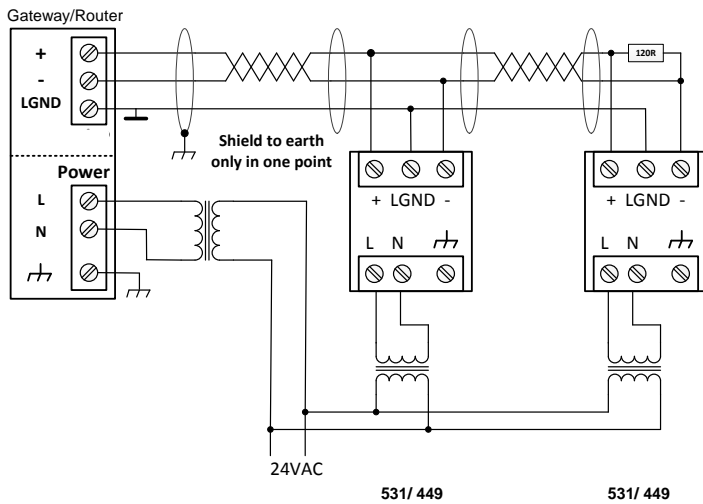 Gateway/Router
+
-
LGND
120R
Shield to earth
only in one point
Power
L
N
+ LGND -
L N
+ LGND -
L N
24VAC
531/ 449
531/ 449